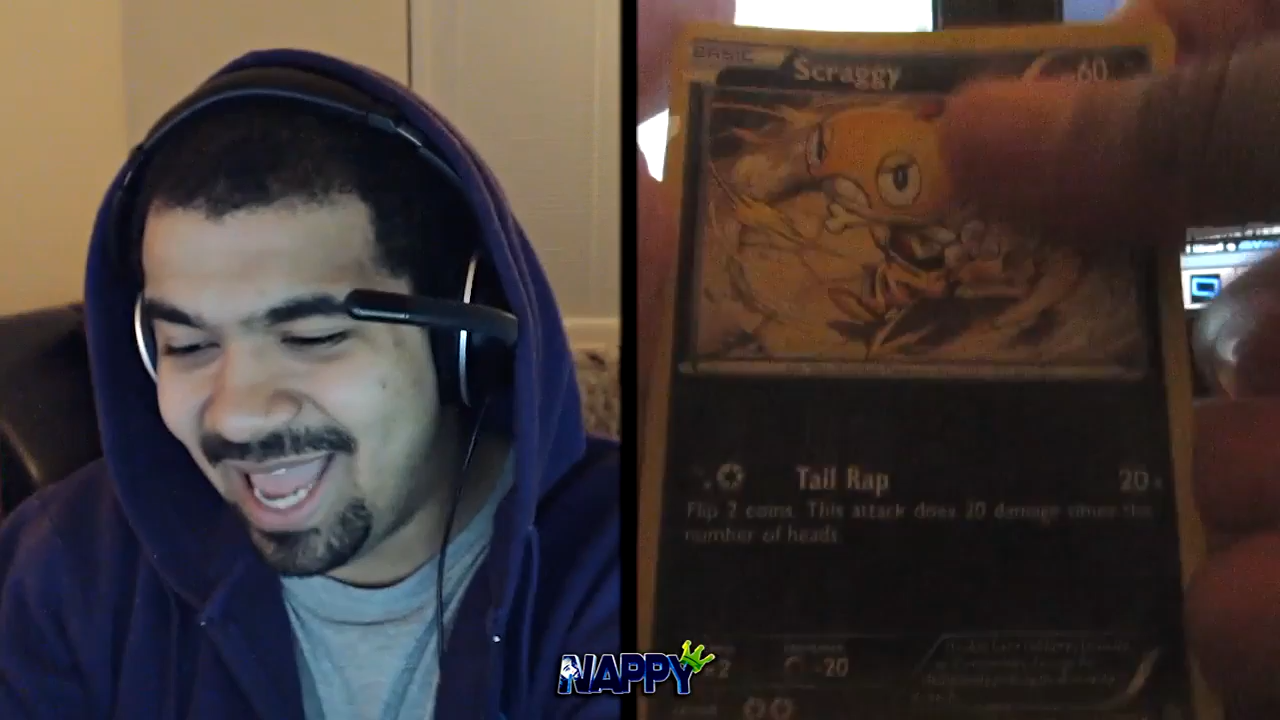 BASIC
Scraggy 60
Tail Rap 20
Flip 2 coins. This attack does 20 damage times the
number of heads.
×2 -20
NAPPY